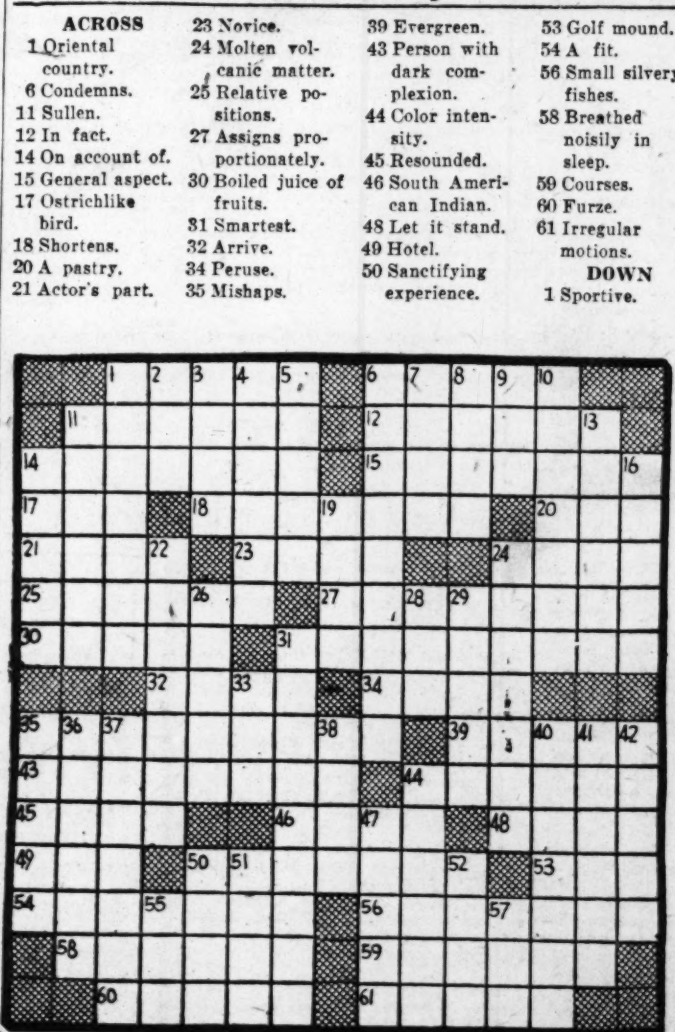 ACROSS
1 Oriental
country.
6 Condemns.
11 Sullen.
12 In fact.
14 On account of.
15 General aspect.
17 Ostrichlike
bird.
18 Shortens.
20 A pastry.
21 Actor's part.
23 Novice.
24 Molten vol-
canic matter.
25 Relative po-
sitions.
27 Assigns pro-
portionately.
30 Boiled juice of
fruits.
31 Smartest.
32 Arrive.
34 Peruse.
35 Mishaps.
39 Evergreen.
43 Person with
dark com-
plexion.
44 Color inten-
sity.
45 Resounded.
46 South Ameri-
can Indian.
48 Let it stand.
49 Hotel.
50 Sanctifying
experience.
53 Golf mound.
54 A fit.
56 Small silvery
fishes.
58 Breathed
noisily in
sleep.
59 Courses.
60 Furze.
61 Irregular
motions.
DOWN
1 Sportive.
1 2 3 4 5 6 7 8 9 10
11 12 13
14 15 16
17 18 19 20
21 22 23 24
25 26 27 28 29
30 31
32 33 34
35 36 37 38 39 40 41 42
43 44
45 46 47 48
49 50 51 52 53
54 55 56 57
58 59
60 61